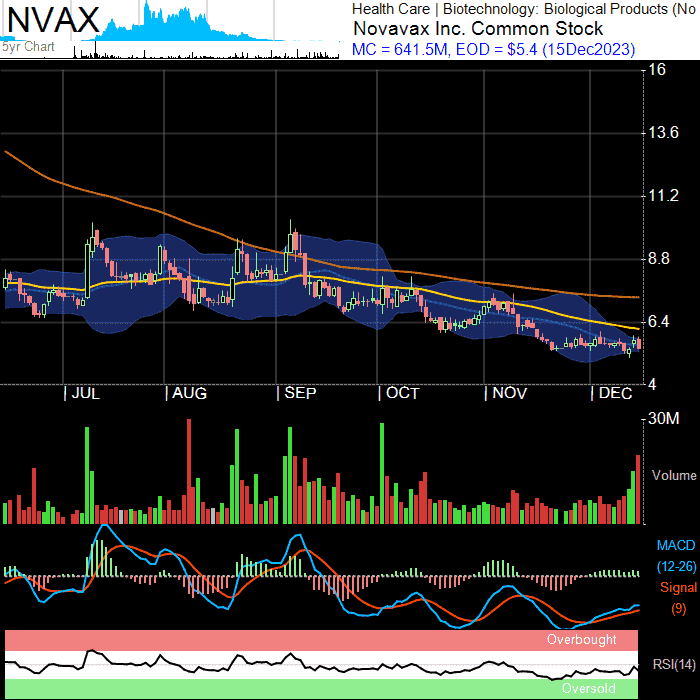 NVAX
5yr Chart
Health Care | Biotechnology: Biological Products (No
Novavax Inc. Common Stock
MC = 641.5M, EOD = $5.4 (15Dec2023)
16
13.6
11.2
8.8
6.4
4
| JUL | AUG | SEP | OCT | NOV | DEC
30M
Volume
MACD
(12-26)
Signal
(9)
Overbought
RSI(14)
Oversold